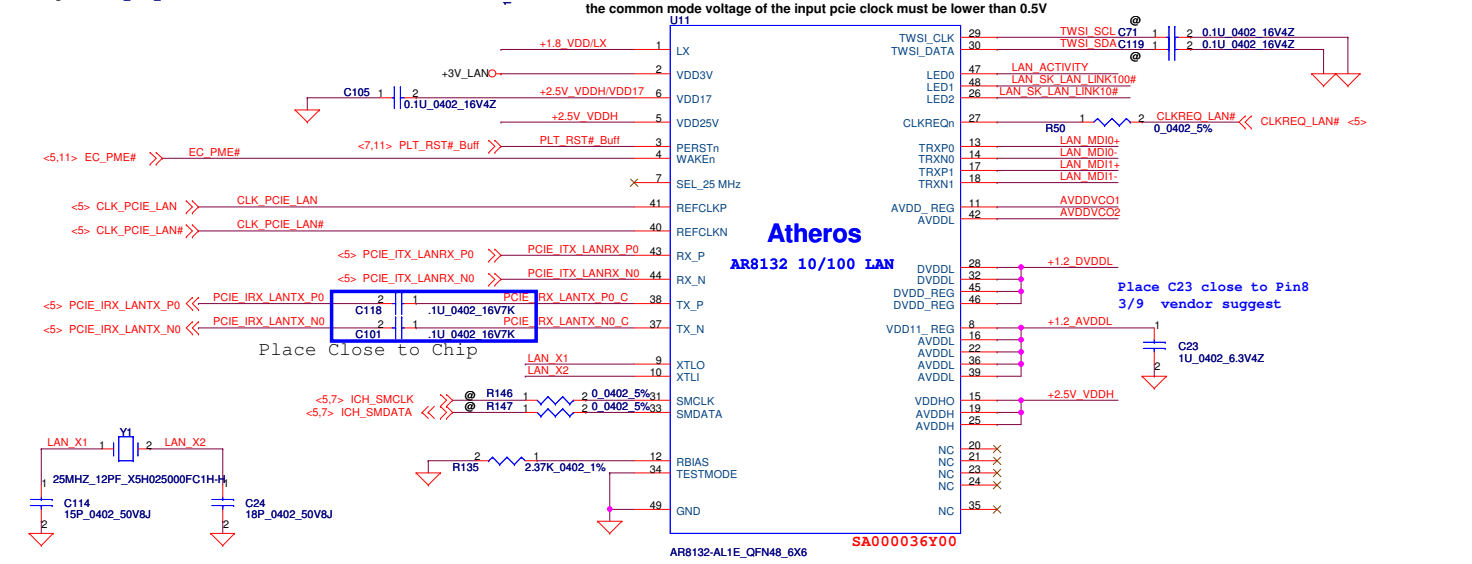 the common mode voltage of the input pcie clock must be lower than 0.5V
U11
+1.8_VDD/LX 1 LX
+3V_LAN 2 VDD3V
C105 1 2 0.1U_0402_16V4Z +2.5V_VDDH/VDD17 6 VDD17
+2.5V_VDDH 5 VDD25V
<7,11> PLT_RST#_Buff PLT_RST#_Buff 3 PERSTn
<5,11> EC_PME# EC_PME# 4 WAKEn
7 SEL_25 MHz
<5> CLK_PCIE_LAN CLK_PCIE_LAN 41 REFCLKP
<5> CLK_PCIE_LAN# CLK_PCIE_LAN# 40 REFCLKN
<5> PCIE_ITX_LANRX_P0 PCIE_ITX_LANRX_P0 43 RX_P
<5> PCIE_ITX_LANRX_N0 PCIE_ITX_LANRX_N0 44 RX_N
<5> PCIE_IRX_LANTX_P0 PCIE_IRX_LANTX_P0 2 1 PCIE_IRX_LANTX_P0_C 38 TX_P
C118 .1U_0402_16V7K
<5> PCIE_IRX_LANTX_N0 PCIE_IRX_LANTX_N0 2 1 PCIE_IRX_LANTX_N0_C 37 TX_N
C101 .1U_0402_16V7K
Place Close to Chip
LAN_X1 9 XTLO
LAN_X2 10 XTLI
<5,7> ICH_SMCLK @ R146 1 2 0_0402_5% 31 SMCLK
<5,7> ICH_SMDATA @ R147 1 2 0_0402_5% 33 SMDATA
2 1 12 RBIAS
R135 2.37K_0402_1%
34 TESTMODE
49 GND
Atheros
AR8132 10/100 LAN
@
TWSI_CLK 29 TWSI_SCL C71 1 2 0.1U_0402_16V4Z
TWSI_DATA 30 TWSI_SDA C119 1 2 0.1U_0402_16V4Z
@
LED0 47 LAN_ACTIVITY
LED1 48 LAN_SK_LAN_LINK100#
LED2 26 LAN_SK_LAN_LINK10#
CLKREQn 27 R50 1 2 0_0402_5% CLKREQ_LAN# CLKREQ_LAN# <5>
TRXP0 13 LAN_MDI0+
TRXN0 14 LAN_MDI0-
TRXP1 17 LAN_MDI1+
TRXN1 18 LAN_MDI1-
AVDD_REG 11 AVDDVCO1
AVDDL 42 AVDDVCO2
DVDDL 28 +1.2_DVDDL
DVDDL 32
DVDD_REG 45
DVDD_REG 46
Place C23 close to Pin8
3/9 vendor suggest
VDD11_REG 8 +1.2_AVDDL 1
AVDDL 16
AVDDL 22
AVDDL 36
AVDDL 39
C23
1U_0402_6.3V4Z
2
VDDHO 15 +2.5V_VDDH
AVDDH 19
AVDDH 25
NC 20
NC 21
NC 23
NC 24
NC 35
SA000036Y00
AR8132-AL1E_QFN48_6X6
Y1
LAN_X1 1 2 LAN_X2
25MHZ_12PF_X5H025000FC1H-H
1 1
C114
15P_0402_50V8J
2
C24
18P_0402_50V8J
2